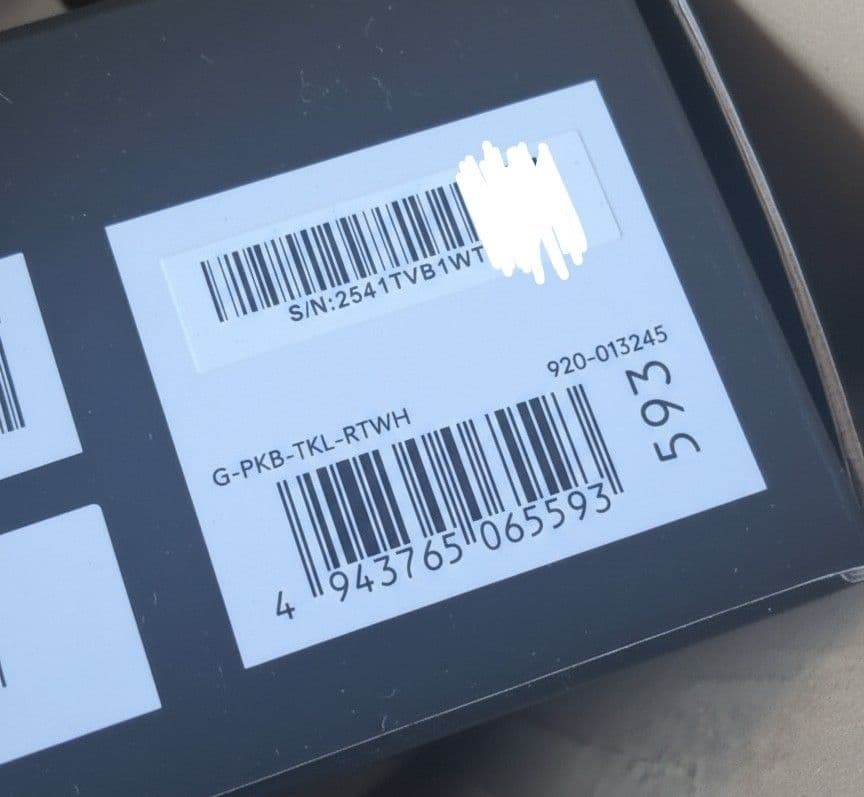 S/N:2541TVB1WT
920-013245
G-PKB-TKL-RTWH
593
4 943765 065593